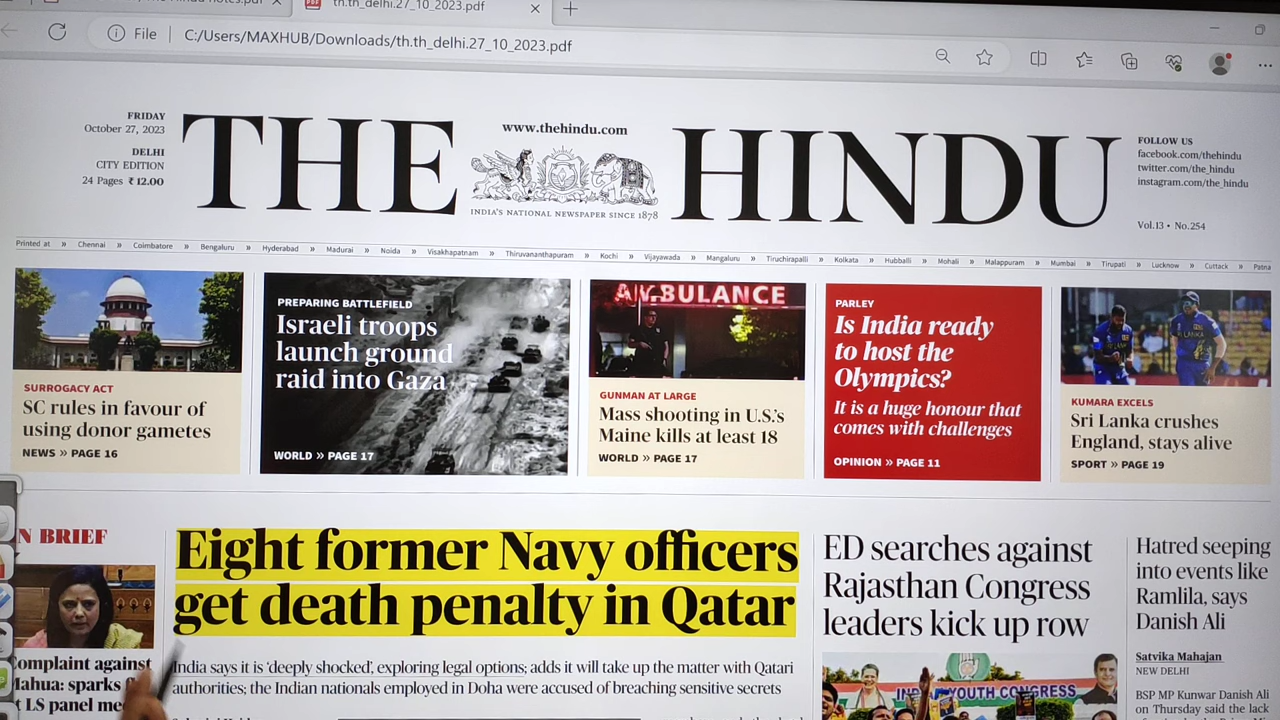 The Hindu notes.pdf
th.th_delhi.27_10_2023.pdf
File
C:/Users/MAXHUB/Downloads/th.th_delhi.27_10_2023.pdf
FRIDAY
October 27, 2023
DELHI
CITY EDITION
24 Pages ₹ 12.00
THE HINDU
www.thehindu.com
INDIA'S NATIONAL NEWSPAPER SINCE 1878
FOLLOW US
facebook.com/thehindu
twitter.com/the_hindu
instagram.com/the_hindu
Vol.13 • No.254
Printed at » Chennai » Coimbatore » Bengaluru » Hyderabad » Madurai » Noida » Visakhapatnam » Thiruvananthapuram » Kochi » Vijayawada » Mangaluru » Tiruchirapalli » Kolkata » Hubballi » Mohali » Malappuram » Mumbai » Tirupati » Lucknow » Cuttack » Patna
SURROGACY ACT
SC rules in favour of
using donor gametes
NEWS » PAGE 16
PREPARING BATTLEFIELD
Israeli troops
launch ground
raid into Gaza
WORLD » PAGE 17
AMBULANCE
GUNMAN AT LARGE
Mass shooting in U.S.'s
Maine kills at least 18
WORLD » PAGE 17
PARLEY
Is India ready
to host the
Olympics?
It is a huge honour that
comes with challenges
OPINION » PAGE 11
KUMARA EXCELS
Sri Lanka crushes
England, stays alive
SPORT » PAGE 19
N BRIEF
omplaint against
ahua: sparks
t LS panel
Eight former Navy officers
get death penalty in Qatar
India says it is 'deeply shocked', exploring legal options; adds it will take up the matter with Qatari
authorities; the Indian nationals employed in Doha were accused of breaching sensitive secrets
ED searches against
Rajasthan Congress
leaders kick up row
YOUTH CONGRESS
Hatred seeping
into events like
Ramlila, says
Danish Ali
Satvika Mahajan
NEW DELHI
BSP MP Kunwar Danish Ali
on Thursday said the lack